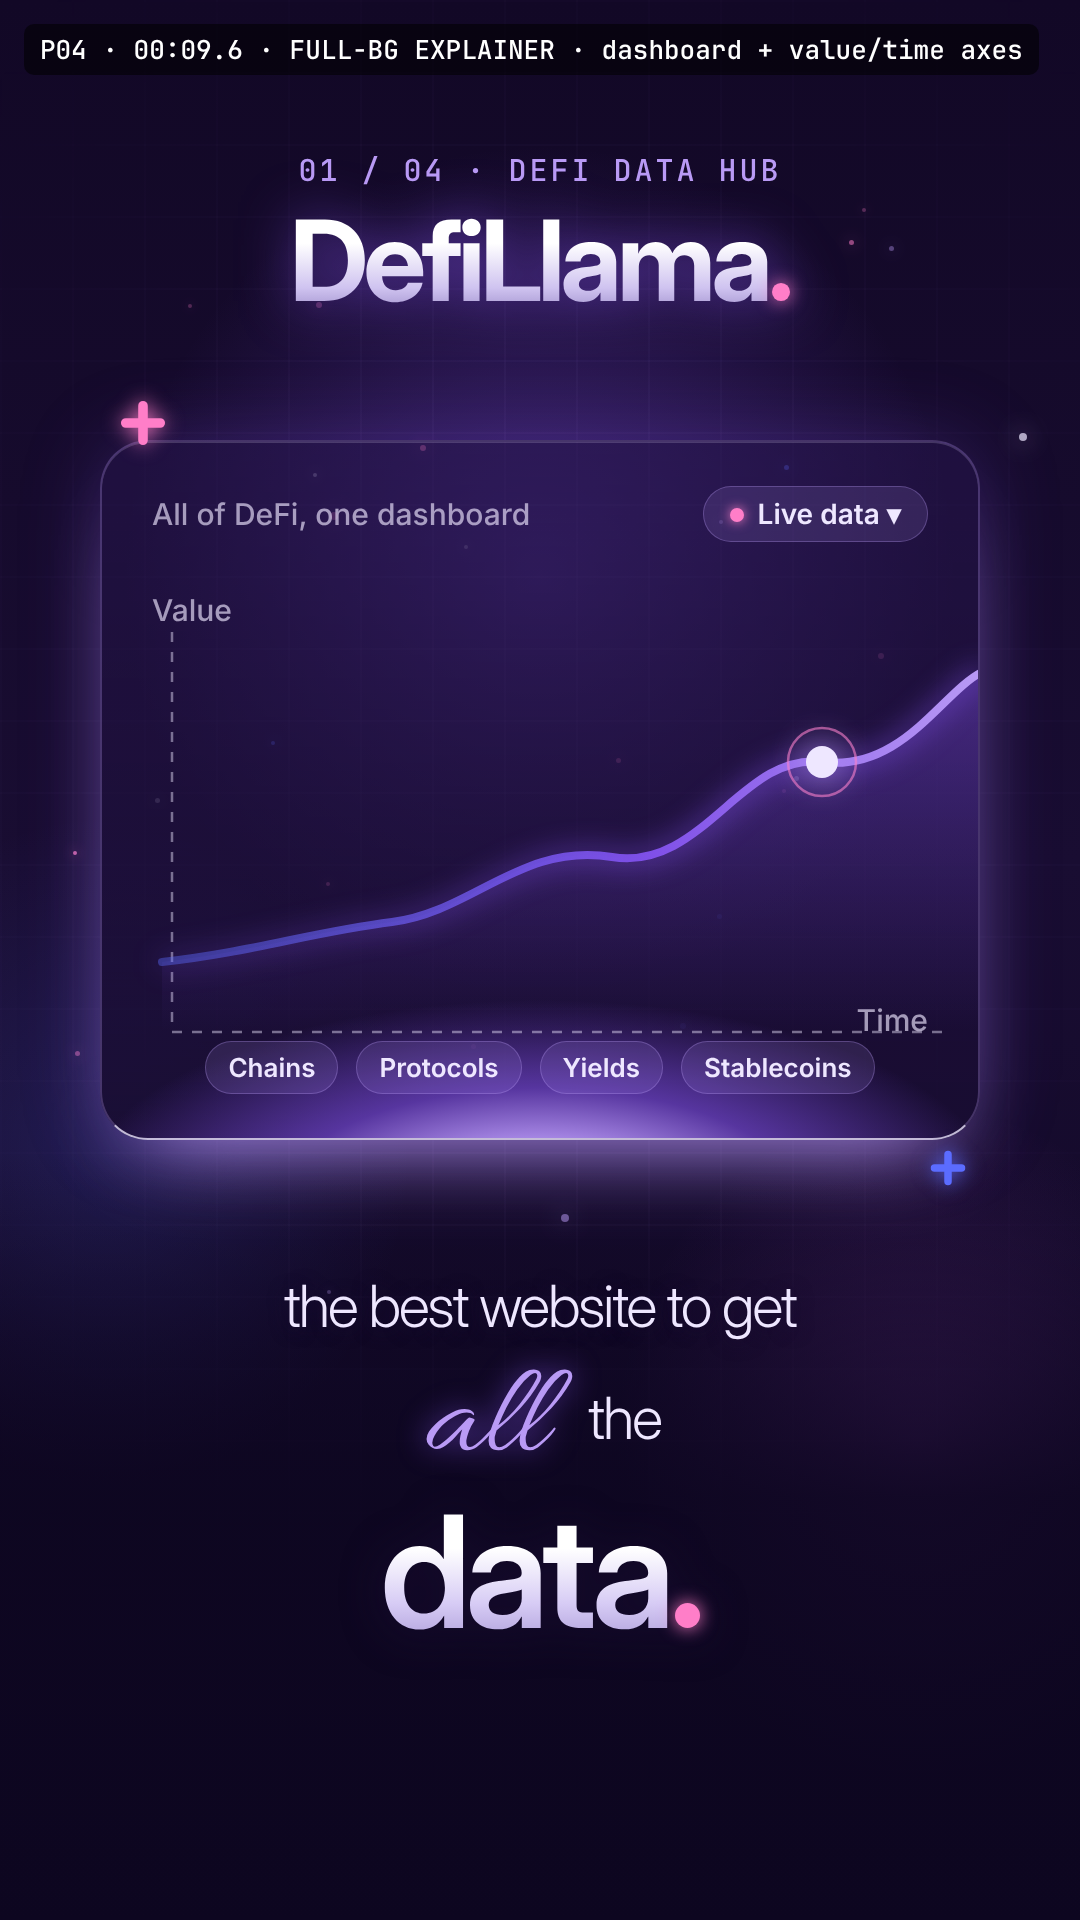 P04 · 00:09.6 · FULL-BG EXPLAINER · dashboard + value/time axes
01 / 04 · DEFI DATA HUB
DefiLlama.
All of DeFi, one dashboard
Live data ▾
Value
Time
Chains Protocols Yields Stablecoins
the best website to get
all the
data.